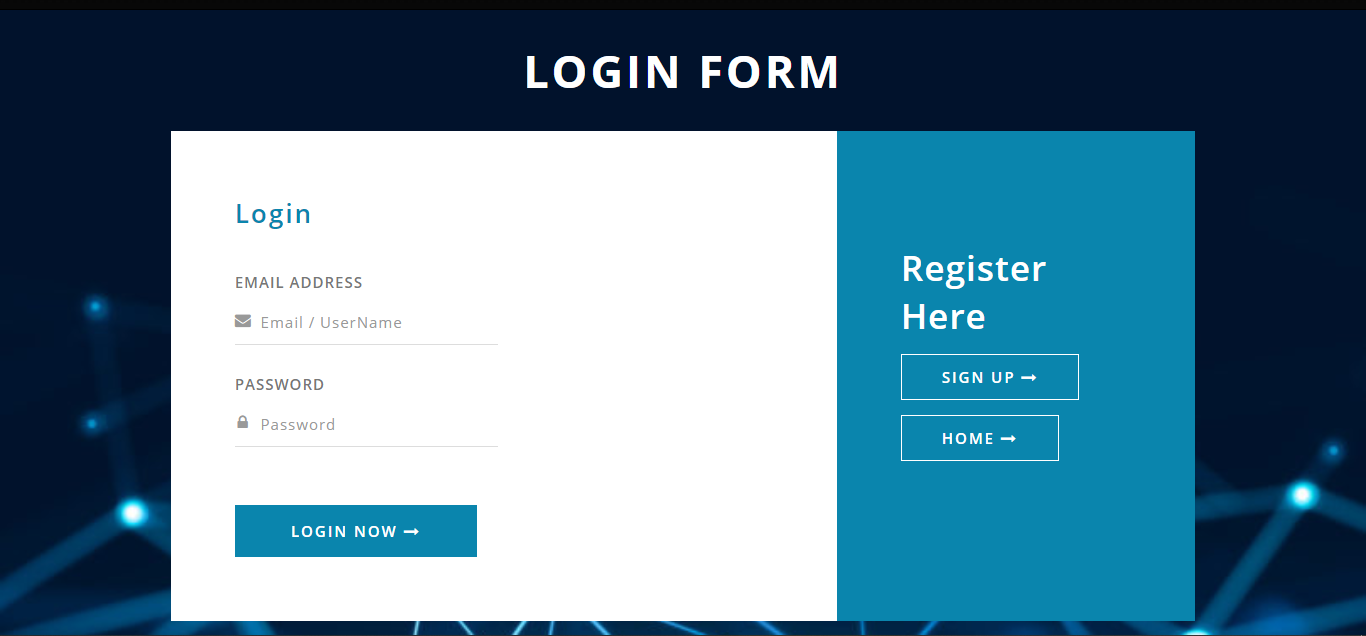 LOGIN FORM
Login
EMAIL ADDRESS
Email / UserName
PASSWORD
Password
LOGIN NOW
Register
Here
SIGN UP
HOME